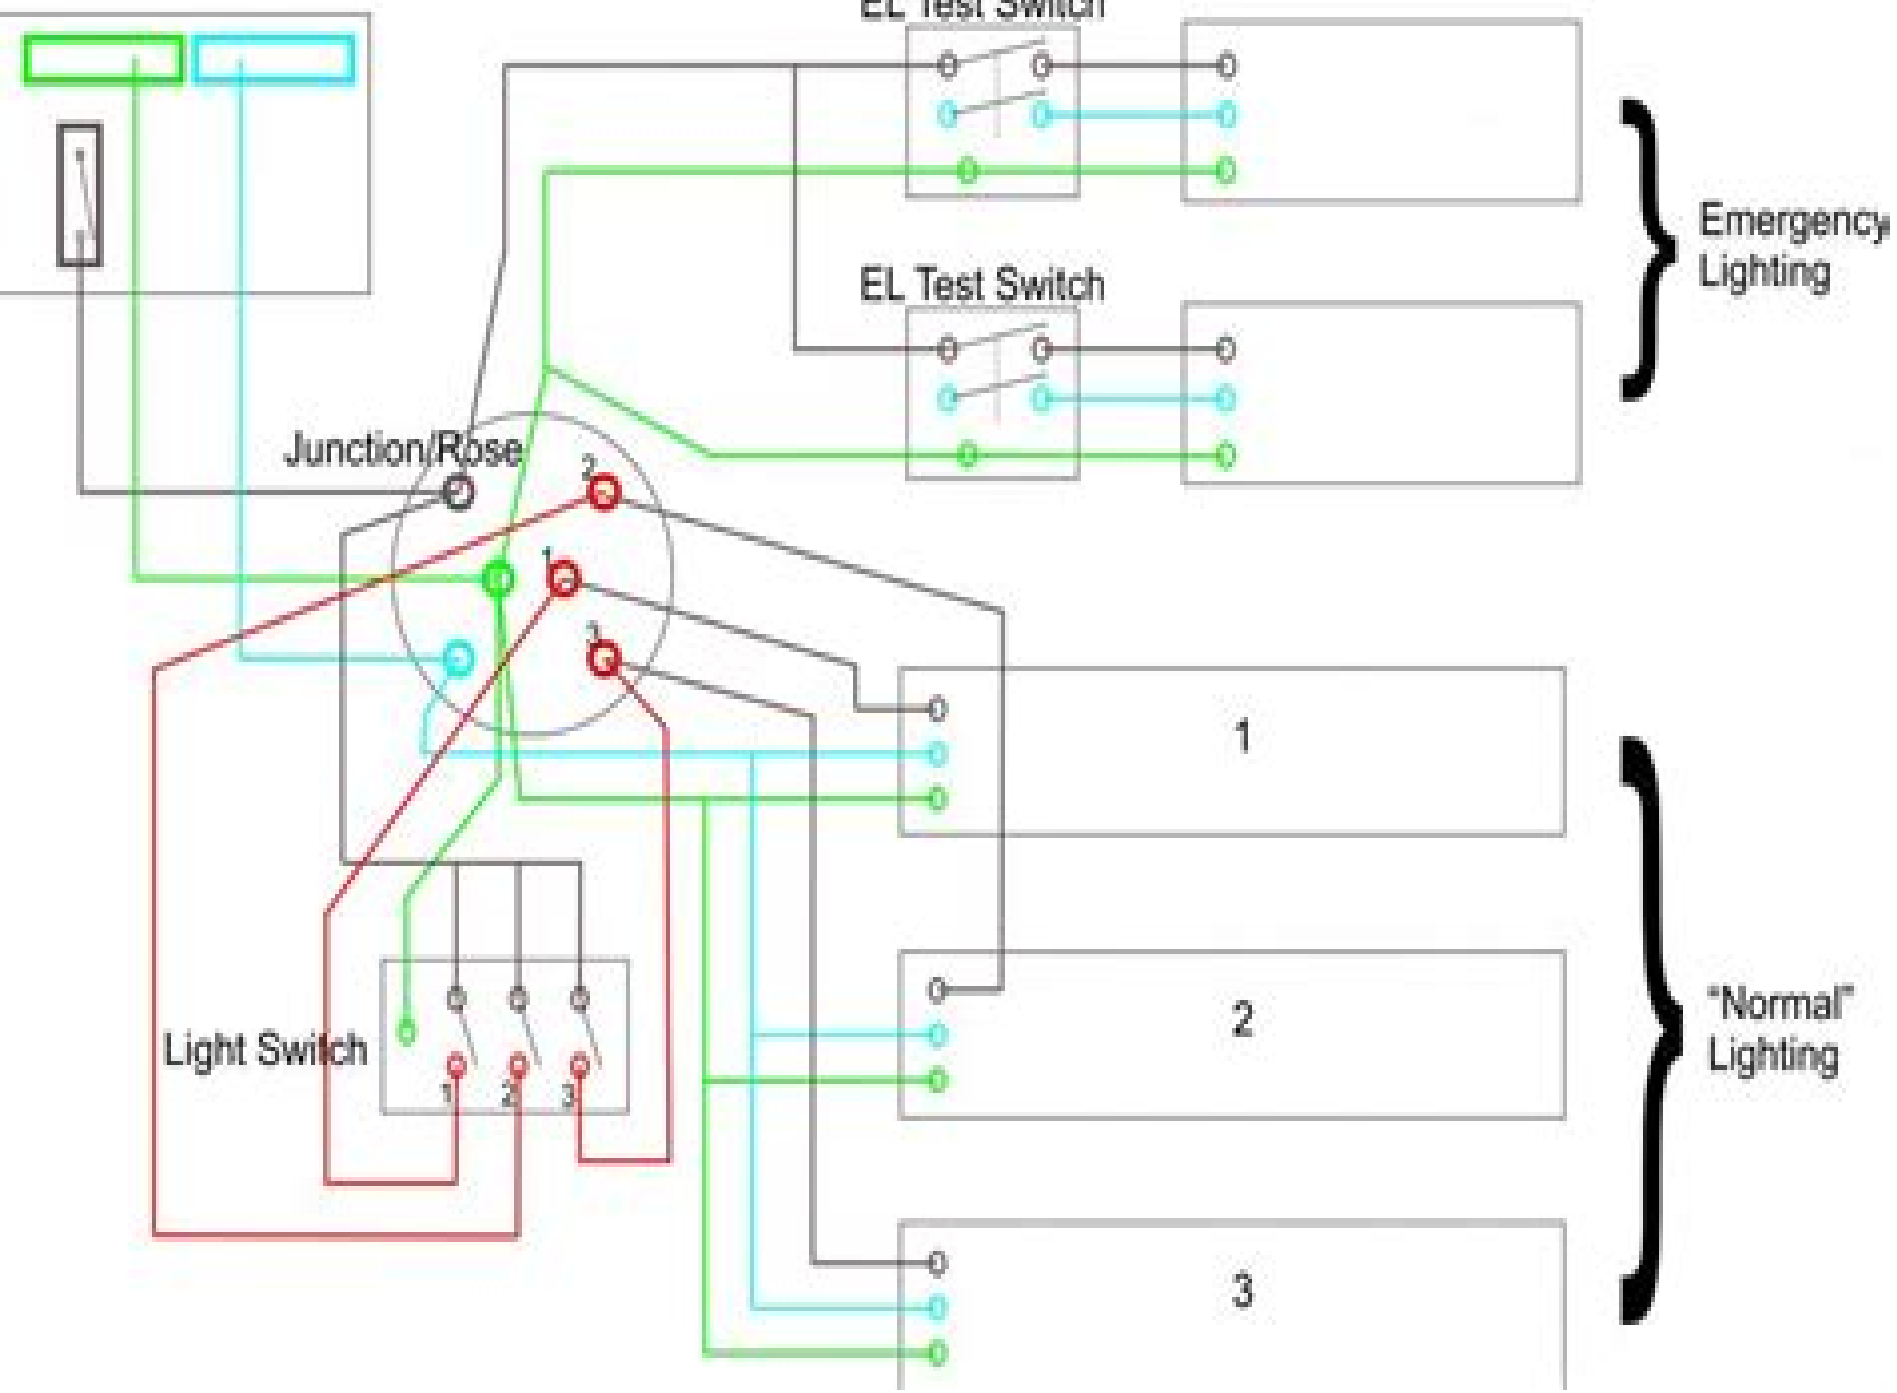 EL Test Switch
Emergency
Lighting
EL Test Switch
Junction/Rose
2
1
3
1
2
"Normal"
Lighting
Light Switch
1 2 3
3